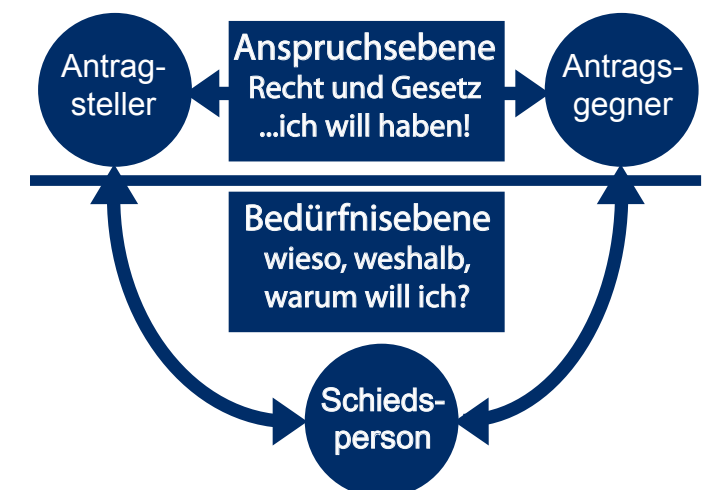 Antrag-
steller
Anspruchsebene
Recht und Gesetz
...ich will haben!
Antrags-
gegner
Bedürfnisebene
wieso, weshalb,
warum will ich?
Schieds-
person